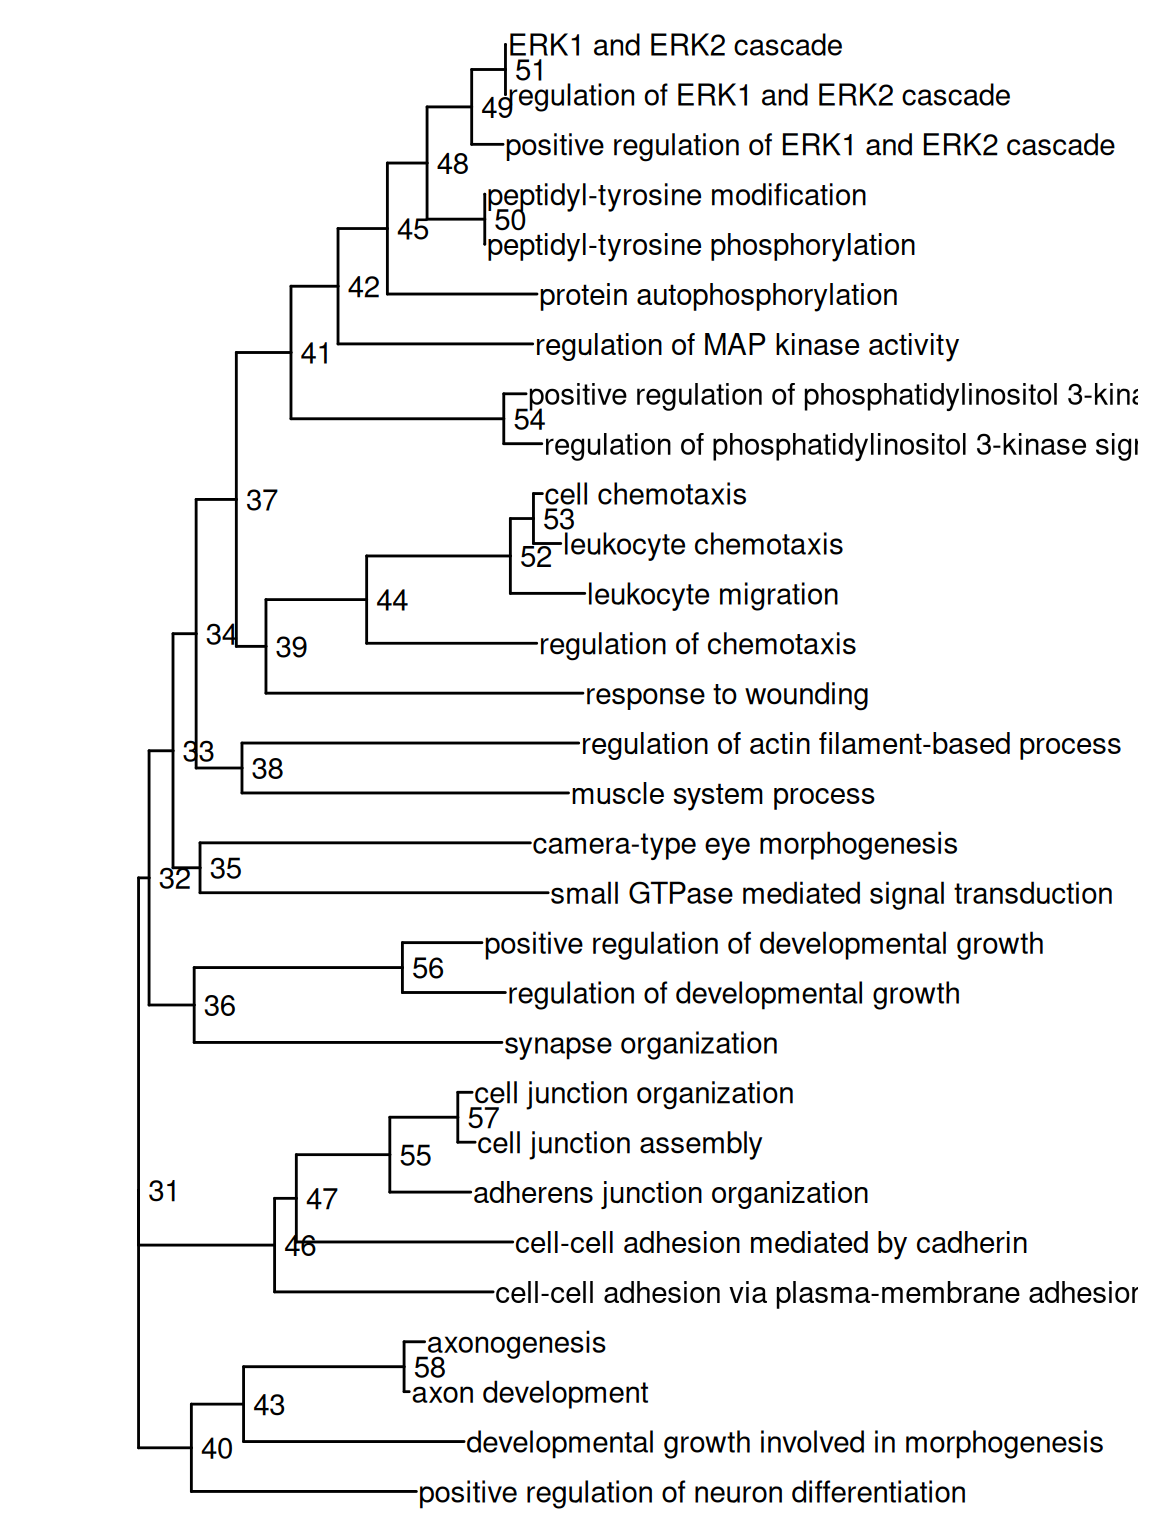 ERK1 and ERK2 cascade
51
regulation of ERK1 and ERK2 cascade
49
positive regulation of ERK1 and ERK2 cascade
48
peptidyl-tyrosine modification
50
45
peptidyl-tyrosine phosphorylation
42
protein autophosphorylation
regulation of MAP kinase activity
41
positive regulation of phosphatidylinositol 3-kina
54
regulation of phosphatidylinositol 3-kinase sig
cell chemotaxis
37
53
leukocyte chemotaxis
52
leukocyte migration
44
34
39
regulation of chemotaxis
response to wounding
regulation of actin filament-based process
33
38
muscle system process
camera-type eye morphogenesis
32
35
small GTPase mediated signal transduction
positive regulation of developmental growth
56
regulation of developmental growth
36
synapse organization
cell junction organization
57
cell junction assembly
55
31
47
adherens junction organization
46
cell-cell adhesion mediated by cadherin
cell-cell adhesion via plasma-membrane adhesion
axonogenesis
58
axon development
43
developmental growth involved in morphogenesis
40
positive regulation of neuron differentiation